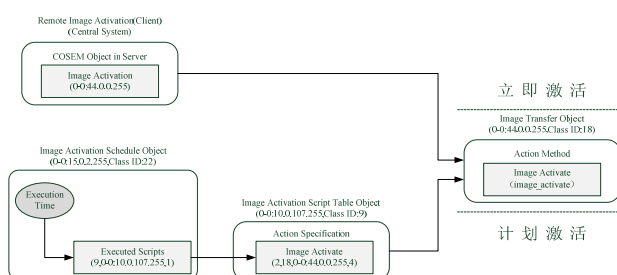 Remote Image Activation(Client)
(Central System)
COSEM Object in Server
Image Activation
(0-0:44.0.0.255)
立即激活
Image Transfer Object
(0-0:44.0.0.255,Class ID:18)
Action Method
Image Activate
(image_activate)
计划激活
Image Activation Schedule Object
(0-0:15,0,2,255,Class ID:22)
Execution
Time
Executed Scripts
(9,0-0:10,0,107,255,1)
Image Activation Script Table Object
(0-0:10,0,107,255,Class ID:9)
Action Specification
Image Activate
(2,18,0-0:44.0.0.255,4)